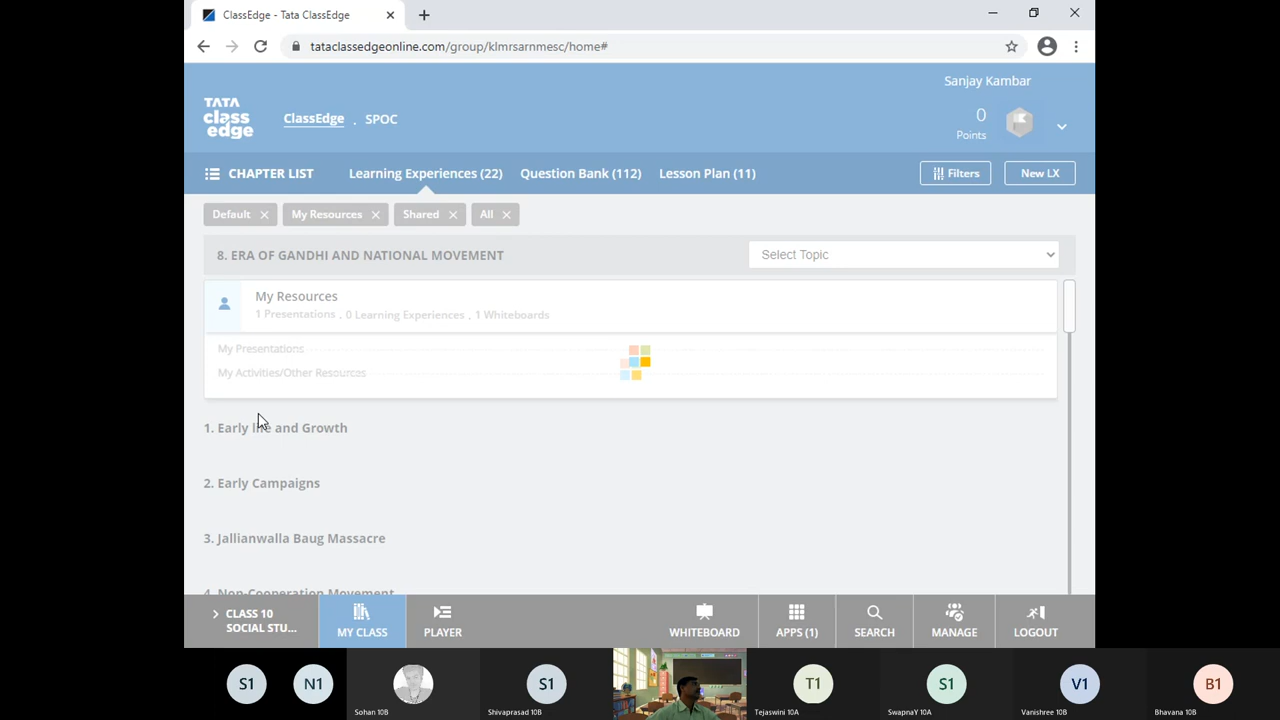 ClassEdge - Tata ClassEdge
tataclassedgeonline.com/group/klmrsarnmesc/home#
Sanjay Kambar
TATA
class
edge
ClassEdge . SPOC
0
Points
CHAPTER LIST
Learning Experiences (22)
Question Bank (112)
Lesson Plan (11)
Filters
New LX
Default
My Resources
Shared
All
8. ERA OF GANDHI AND NATIONAL MOVEMENT
Select Topic
My Resources
1 Presentations , 0 Learning Experiences , 1 Whiteboards
My Presentations
My Activities/Other Resources
1. Early life and Growth
2. Early Campaigns
3. Jallianwalla Baug Massacre
4. Non-Cooperation Movement
CLASS 10
SOCIAL STU...
MY CLASS
PLAYER
WHITEBOARD
APPS (1)
SEARCH
MANAGE
LOGOUT
S1
N1
S1
T1
S1
V1
B1
Sohan 10B
Shivaprasad 10B
Tejaswini 10A
SwapnaY 10A
Vanishree 10B
Bhavana 10B